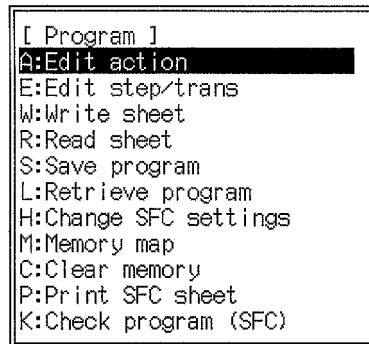 [ Program ]
A:Edit action
E:Edit step/trans
W:Write sheet
R:Read sheet
S:Save program
L:Retrieve program
H:Change SFC settings
M:Memory map
C:Clear memory
P:Print SFC sheet
K:Check program (SFC)